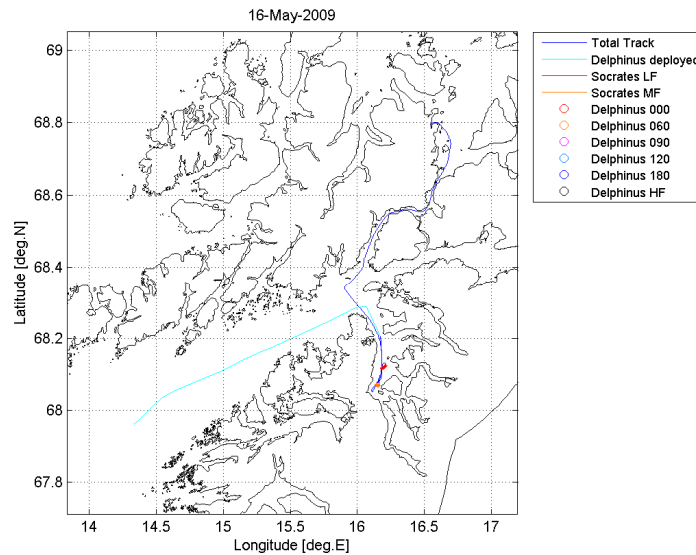 16-May-2009
Total Track
Delphinus deployed
Socrates LF
Socrates MF
Delphinus 000
Delphinus 060
Delphinus 090
Delphinus 120
Delphinus 180
Delphinus HF
Latitude [deg.N]
69
68.8
68.6
68.4
68.2
68
67.8
14
14.5
15
15.5
16
16.5
17
Longitude [deg.E]